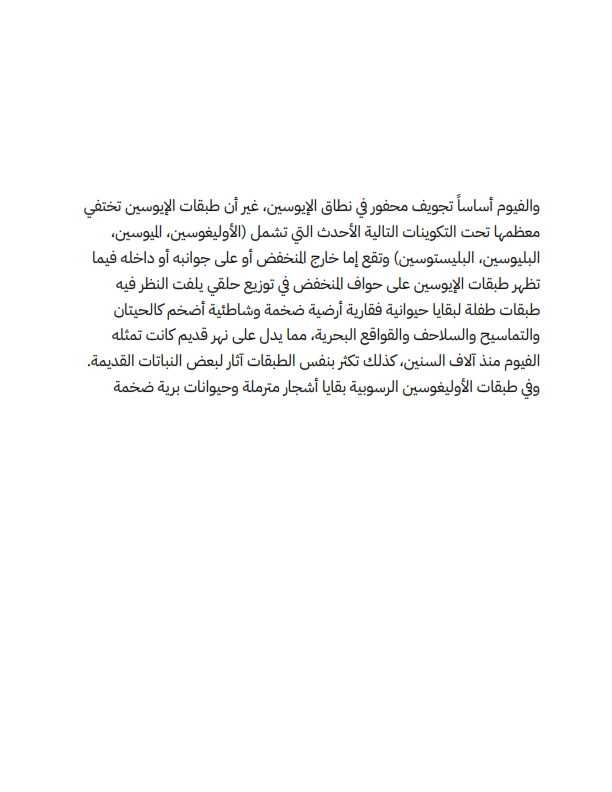 والفيوم أساساً تجويف محفور في نطاق الإيوسين، غير أن طبقات الإيوسين تختفي
معظمها تحت التكوينات التالية الأحدث التي تشمل (الأوليغوسين، الميوسين،
البليوسين، البليستوسين) وتقع إما خارج المنخفض أو على جوانبه أو داخله فيما
تظهر طبقات الإيوسين على حواف المنخفض في توزيع حلقي يلفت النظر فيه
طبقات طفلة لبقايا حيوانية فقارية أرضية ضخمة وشاطئية أضخم كالحيتان
والتماسيح والسلاحف والقواقع البحرية، مما يدل على نهر قديم كانت تمثله
الفيوم منذ آلاف السنين، كذلك تكثر بنفس الطبقات آثار لبعض النباتات القديمة.
وفي طبقات الأوليغوسين الرسوبية بقايا أشجار مترملة وحيوانات برية ضخمة